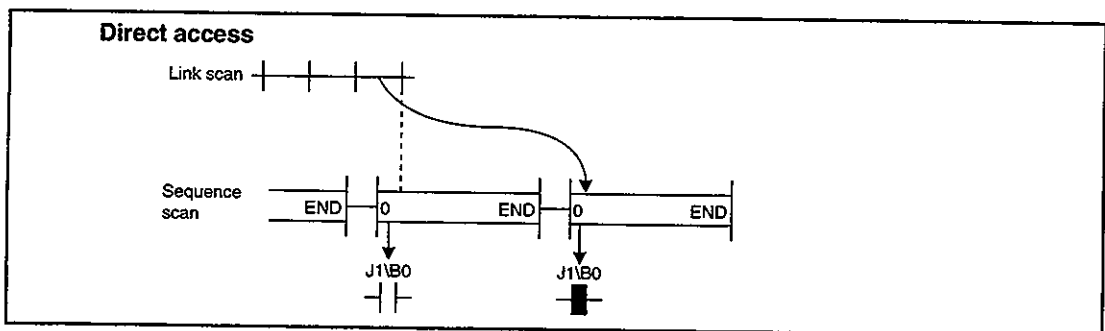 Direct access
Link scan
Sequence
scan
END 0 END 0 END
J1\B0 J1\B0